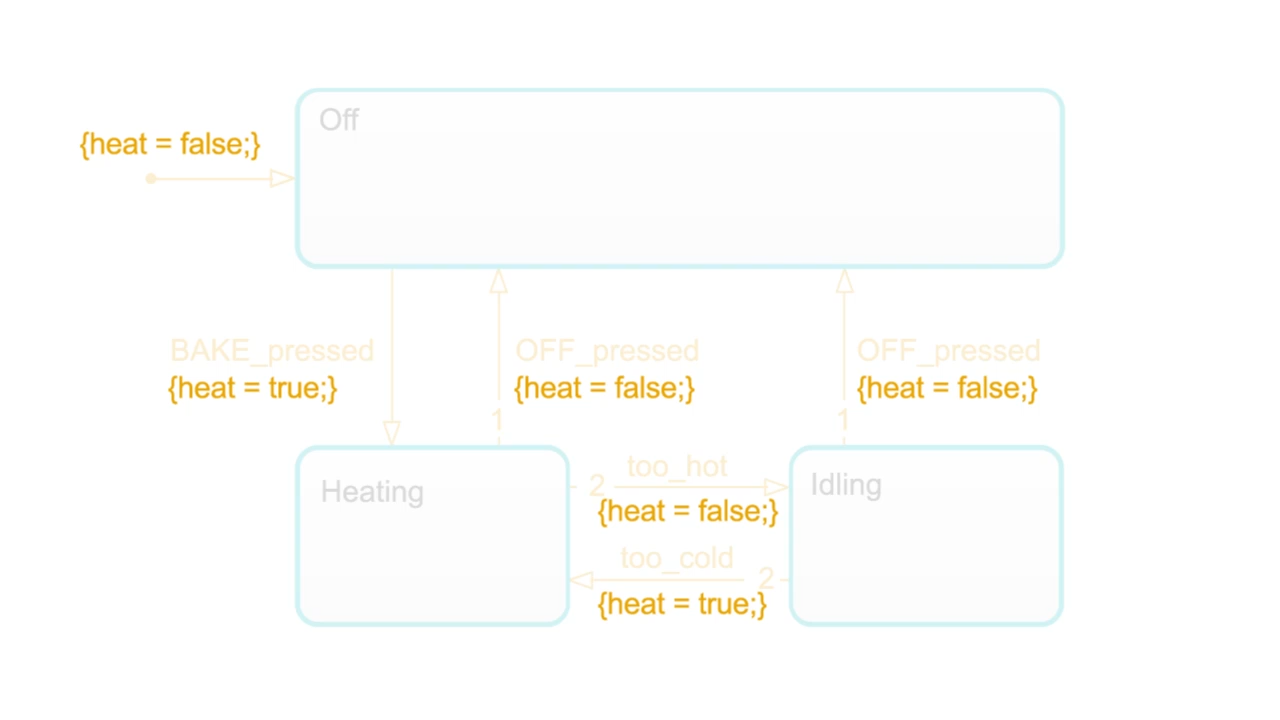 Off
{heat = false;}
BAKE_pressed
{heat = true;}
OFF_pressed
{heat = false;}
1
OFF_pressed
{heat = false;}
1
Heating
2
too_hot
{heat = false;}
too_cold
2
{heat = true;}
Idling